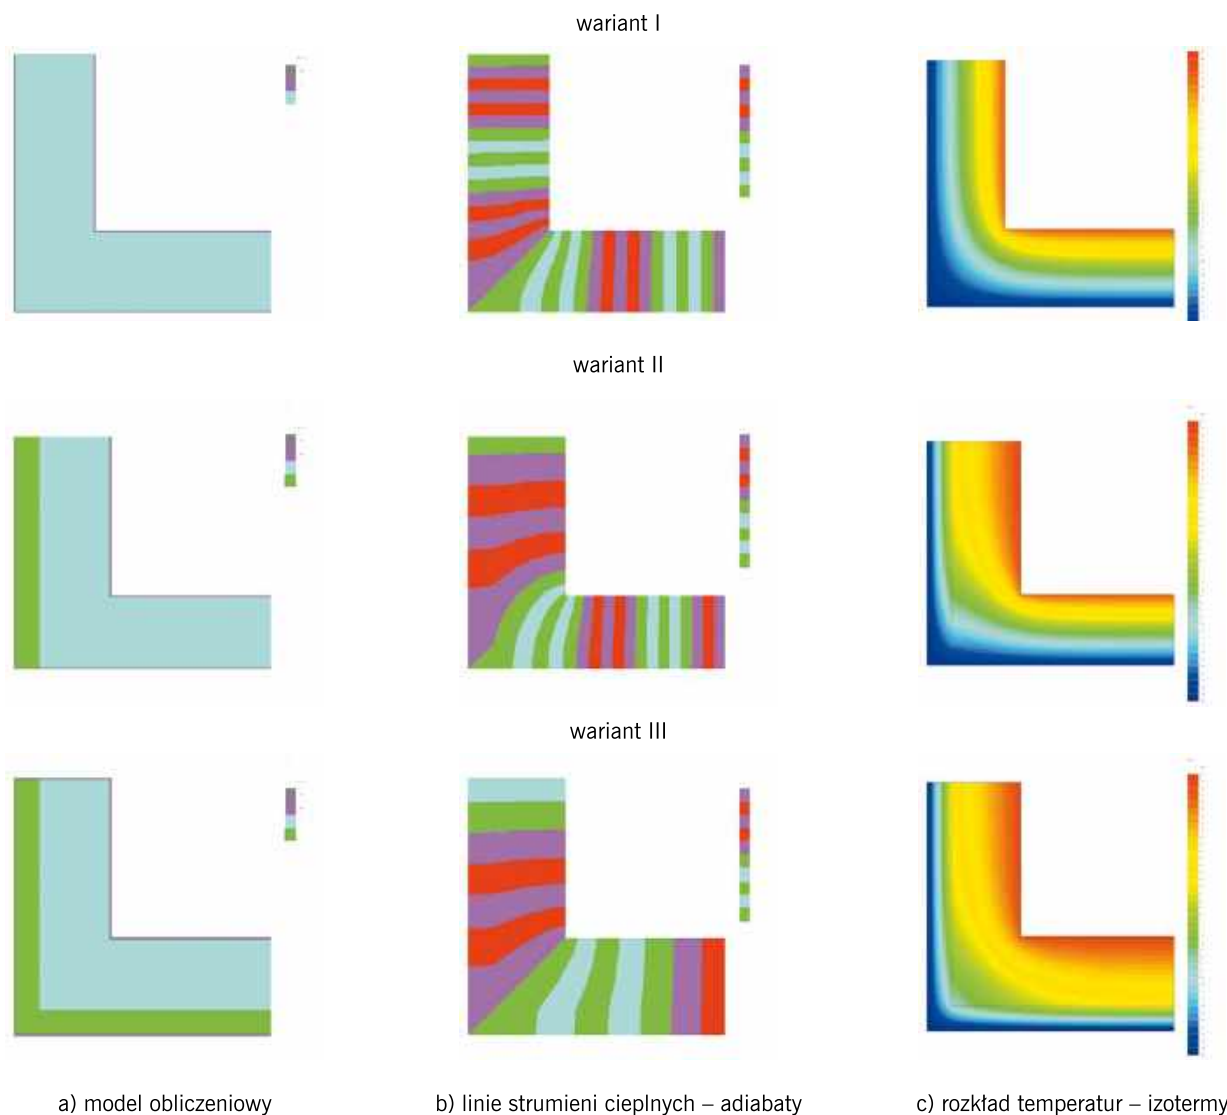 wariant I
wariant II
wariant III
a) model obliczeniowy
b) linie strumieni cieplnych – adiabaty
c) rozkład temperatur – izotermy